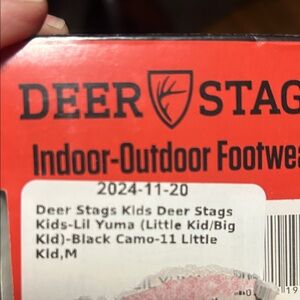 DEER STAG
Indoor-Outdoor Footwea
2024-11-20
Deer Stags Kids Deer Stags
Kids-Lil Yuma (Little Kid/Big
Kid)-Black Camo-11 Little
Kid,M
19